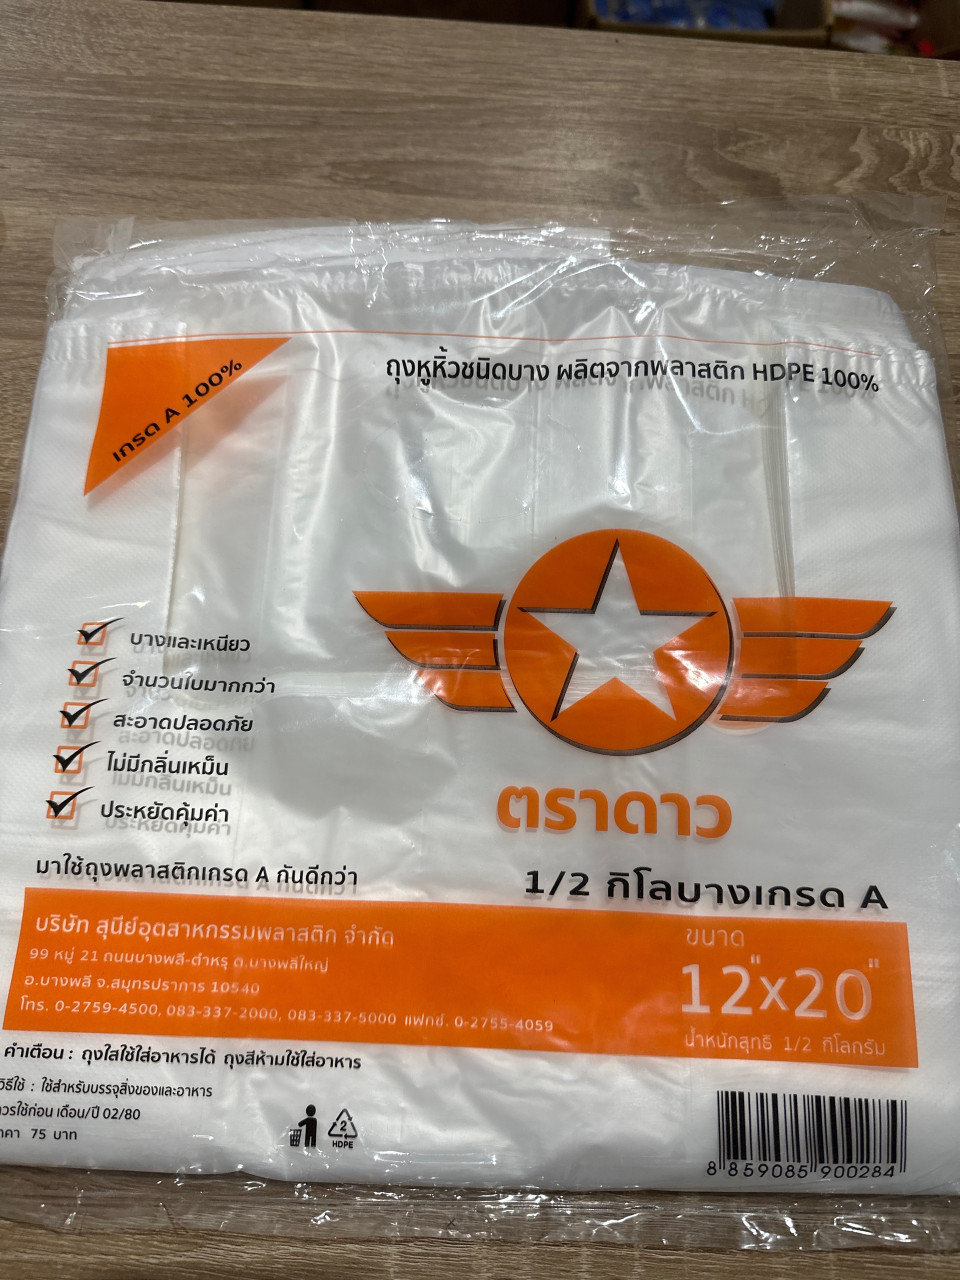 เกรด A 100%
ถุงหูหิ้วชนิดบาง ผลิตจากพลาสติก HDPE 100%
บางและเหนียว
จำนวนใบมากกว่า
สะอาดปลอดภัย
ไม่มีกลิ่นเหม็น
ประหยัดคุ้มค่า
ตราดาว
มาใช้ถุงพลาสติกเกรด A กันดีกว่า
1/2 กิโลบางเกรด A
บริษัท สุนีย์อุตสาหกรรมพลาสติก จำกัด
99 หมู่ 21 ถนนบางพลี-ตำหรุ ต.บางพลีใหญ่
อ.บางพลี จ.สมุทรปราการ 10540
โทร. 0-2759-4500, 083-337-2000, 083-337-5000 แฟกซ์. 0-2755-4059
ขนาด
12"x20"
น้ำหนักสุทธิ 1/2 กิโลกรัม
คำเตือน : ถุงใสใช้ใส่อาหารได้ ถุงสีห้ามใช้ใส่อาหาร
วิธีใช้ : ใช้สำหรับบรรจุสิ่งของและอาหาร
ควรใช้ก่อน เดือน/ปี 02/80
ราคา 75 บาท
2
HDPE
8 859085 900284